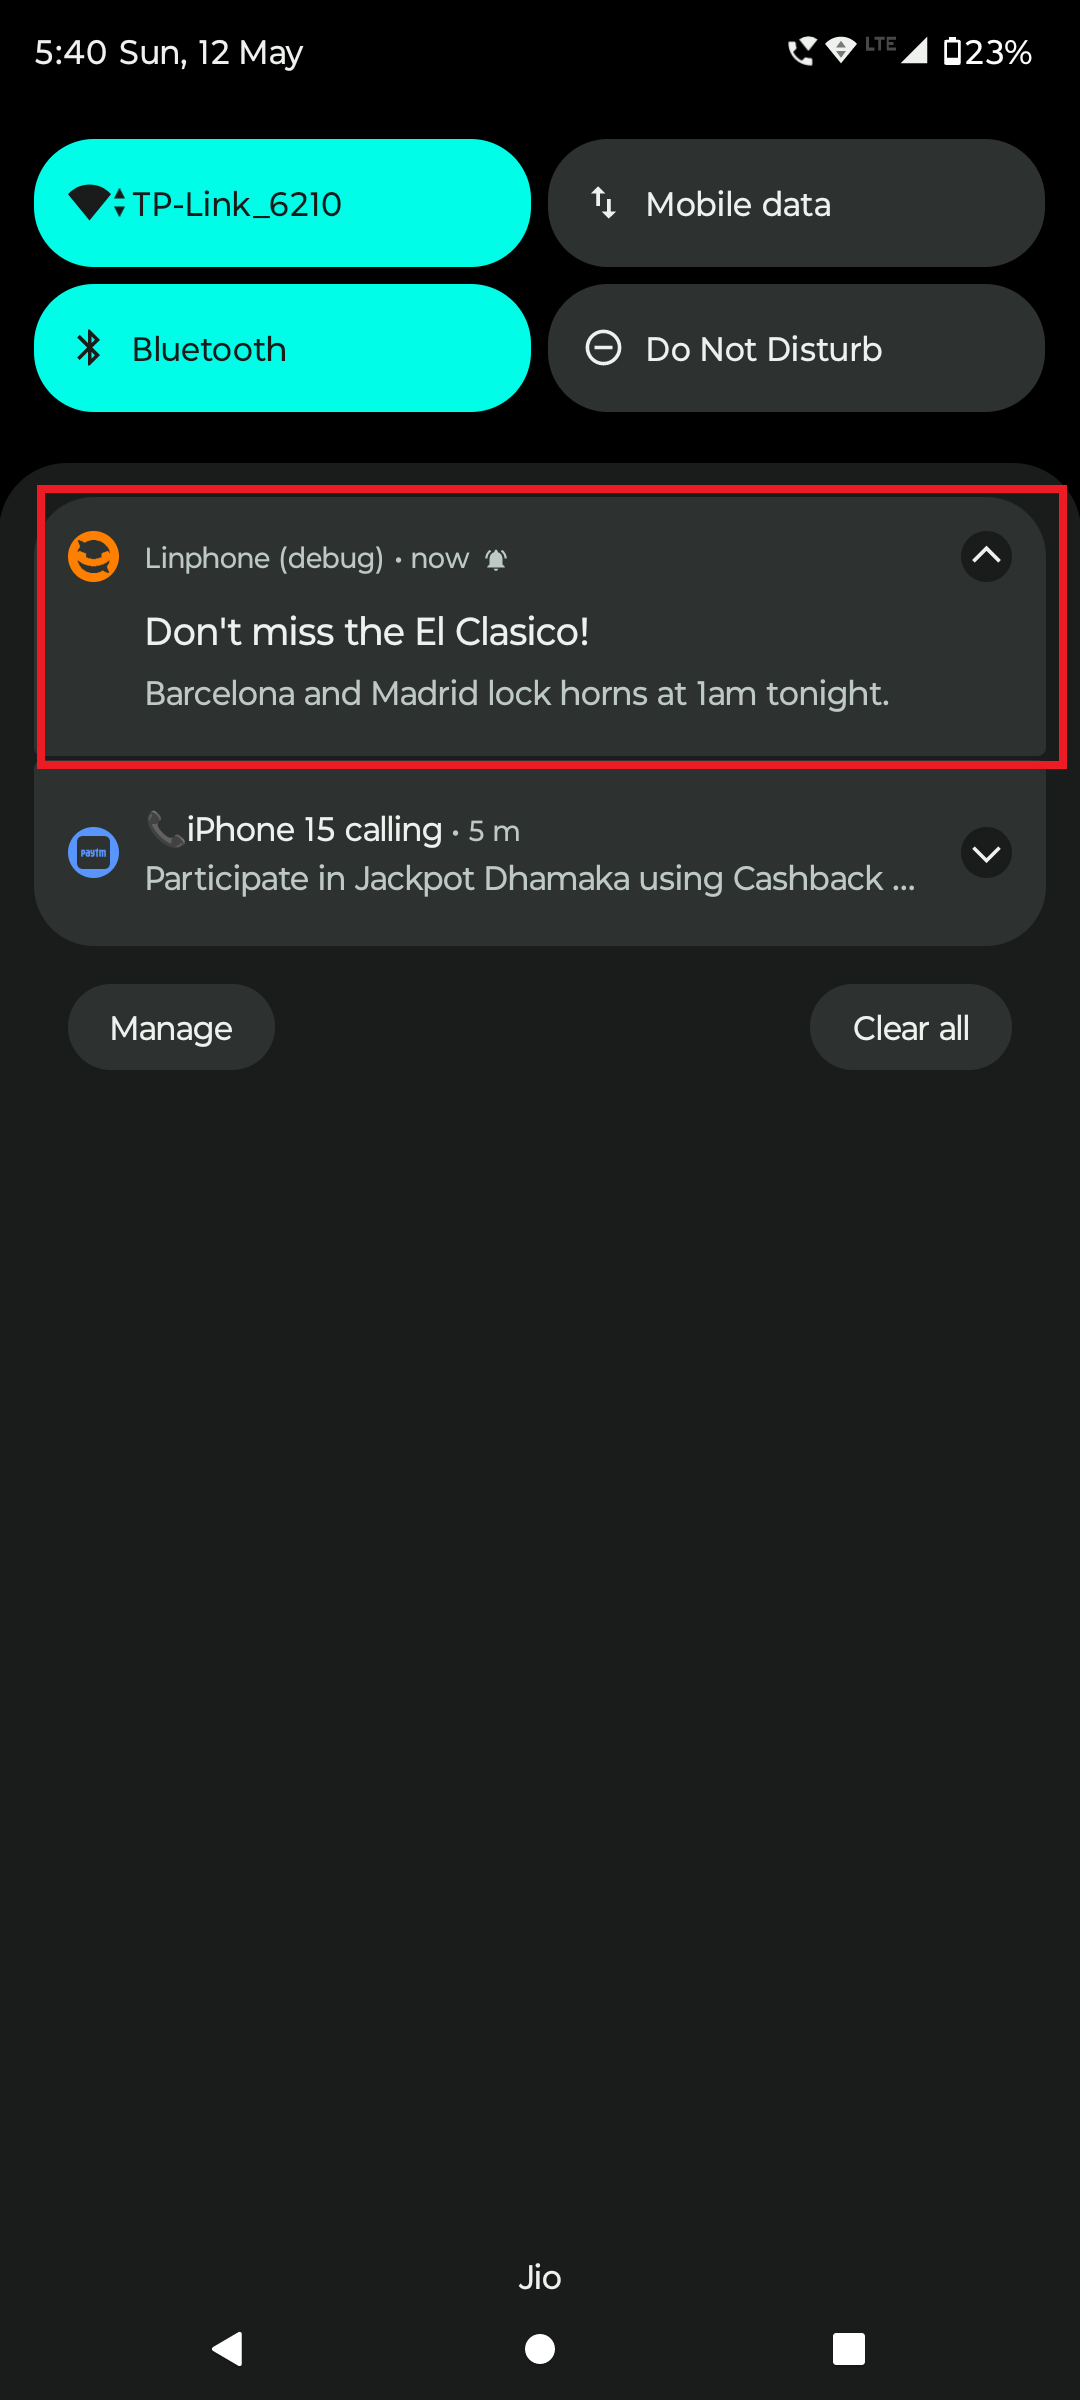 5:40 Sun, 12 May LTE 23%
TP-Link_6210 Mobile data
Bluetooth Do Not Disturb
Linphone (debug) • now
Don't miss the El Clasico!
Barcelona and Madrid lock horns at 1am tonight.
📞iPhone 15 calling • 5 m
paytm
Participate in Jackpot Dhamaka using Cashback ...
Manage Clear all
Jio